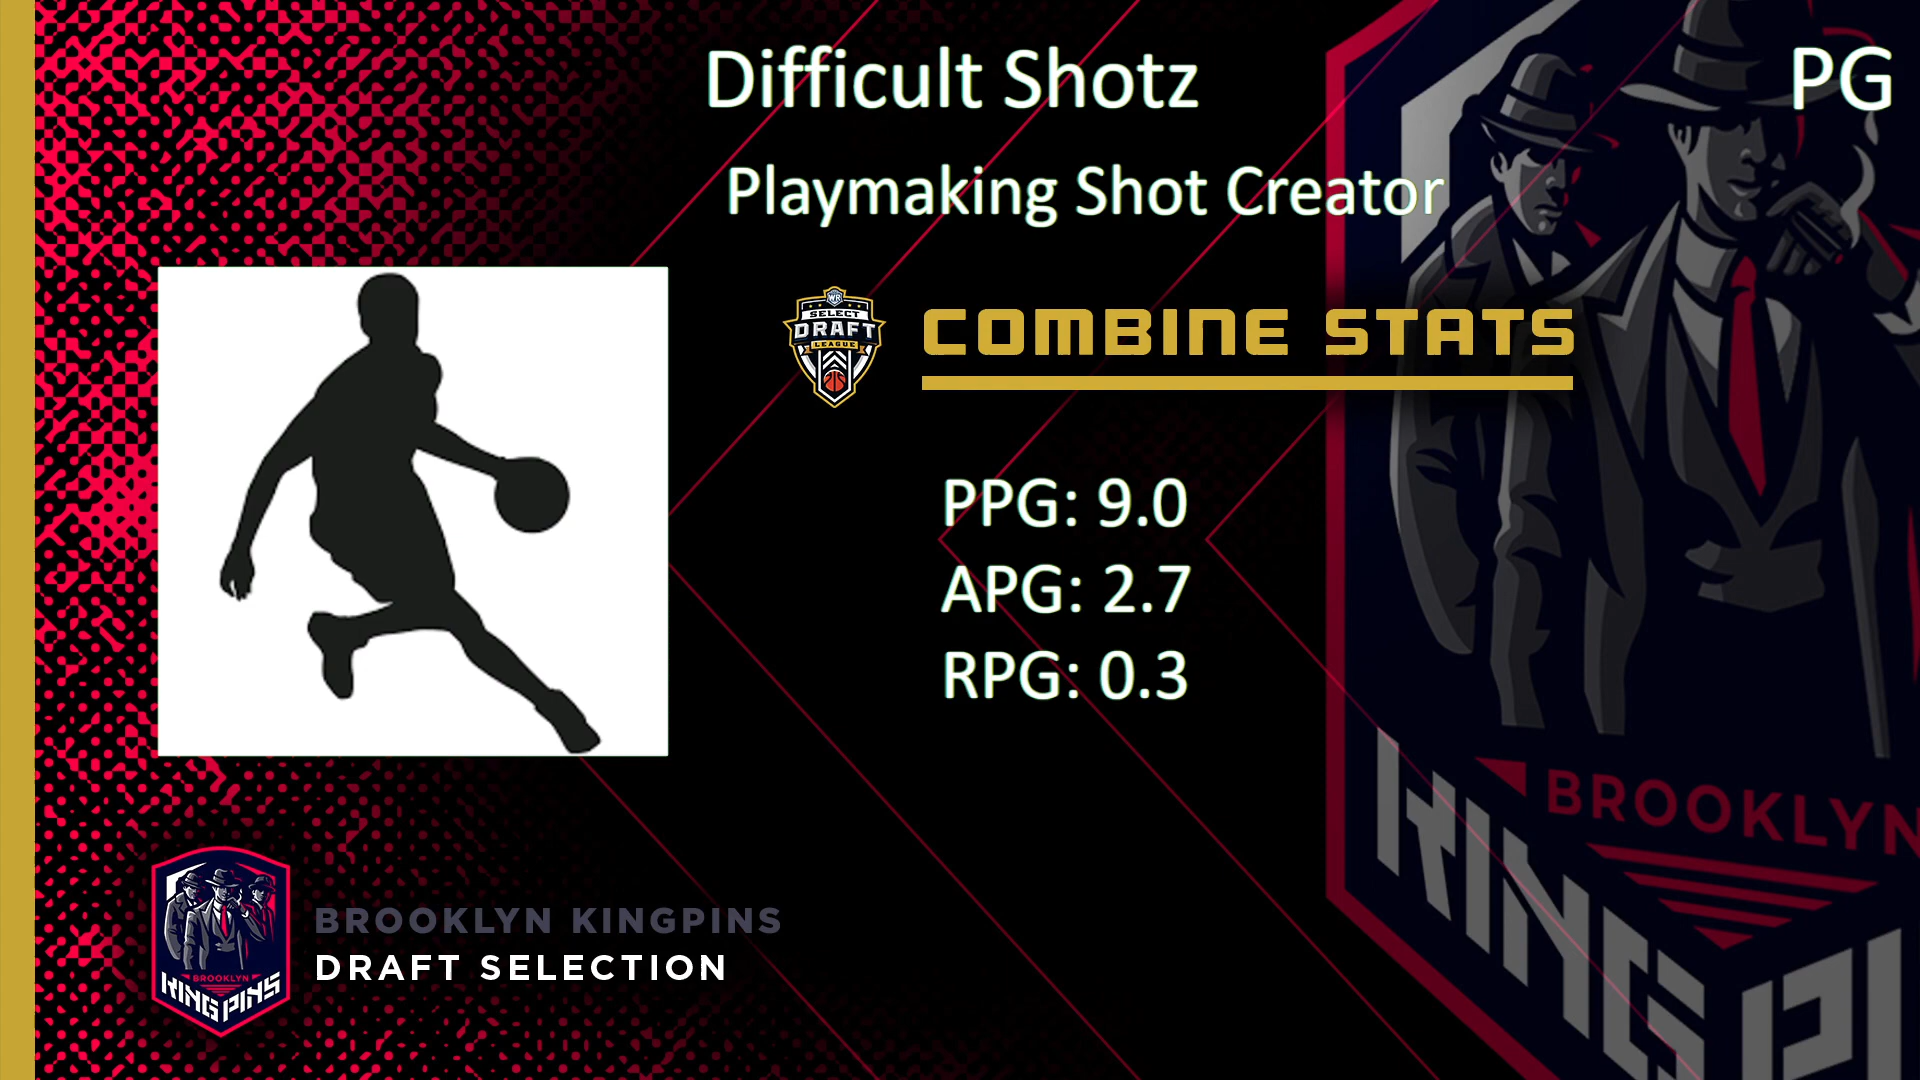 Difficult Shotz
PG
Playmaking Shot Creator
WR
SELECT
DRAFT
LEAGUE
COMBINE STATS
PPG: 9.0
APG: 2.7
RPG: 0.3
BROOKLYN
KINGPI
BROOKLYN KINGPINS
DRAFT SELECTION
BROOKLYN
KINGPINS